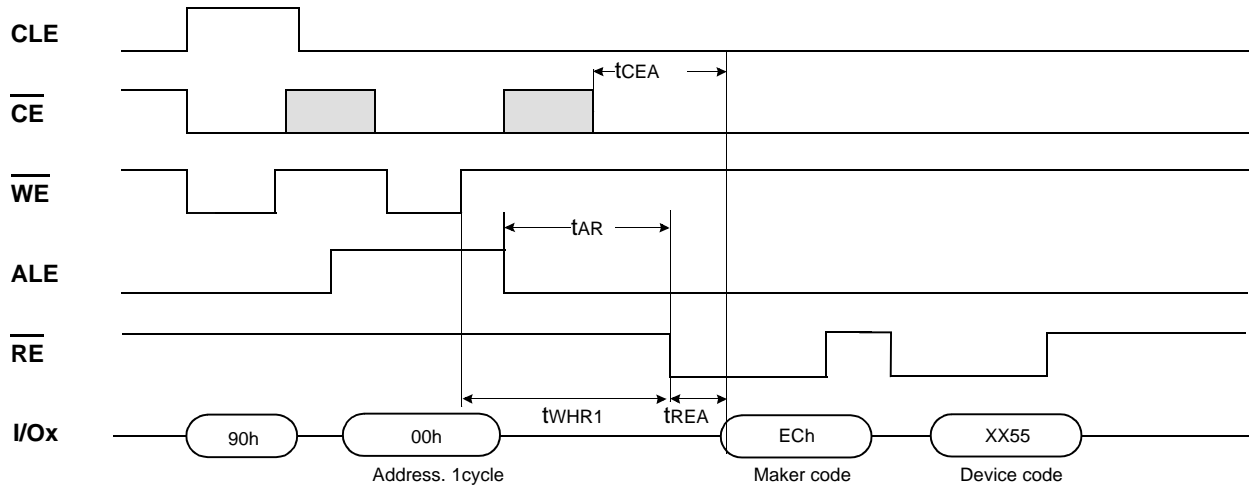 CLE
tCEA
CE
WE
tAR
ALE
RE
tWHR1
tREA
I/Ox
90h
00h
ECh
XX55
Address. 1cycle
Maker code
Device code